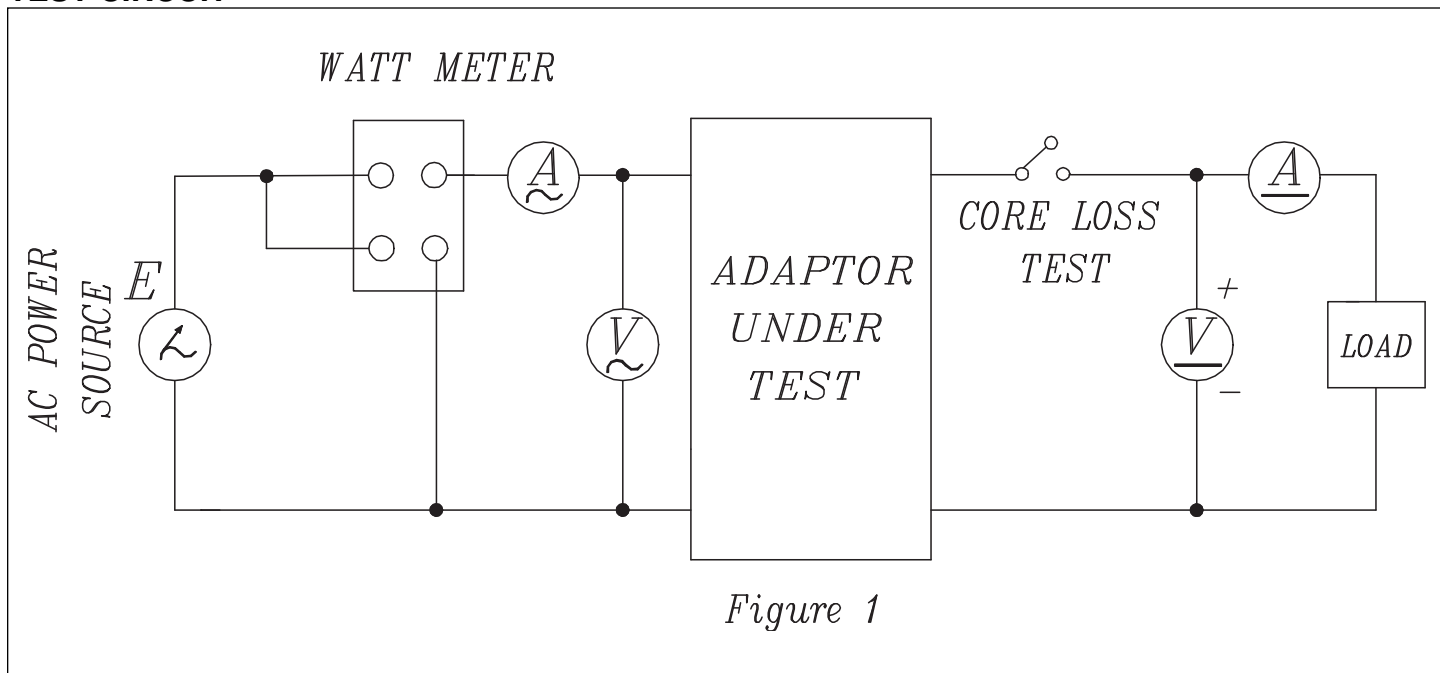 WATT METER
A
A
CORE LOSS
TEST
AC POWER
SOURCE
E
V
ADAPTOR
UNDER
TEST
+
V
−
LOAD
Figure 1